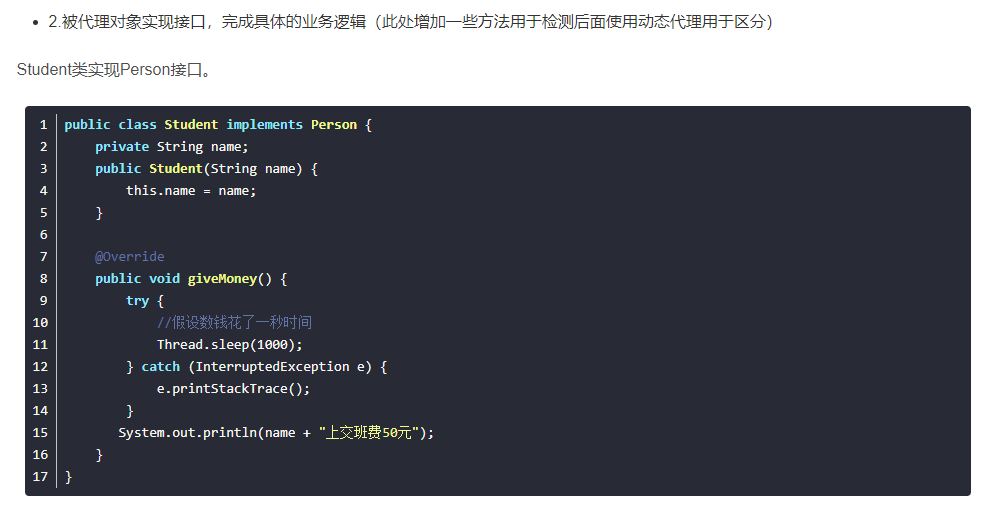 2.被代理对象实现接口，完成具体的业务逻辑（此处增加一些方法用于检测后面使用动态代理用于区分）
Student类实现Person接口。
1 public class Student implements Person {
2     private String name;
3     public Student(String name) {
4         this.name = name;
5     }
6
7     @Override
8     public void giveMoney() {
9         try {
10             //假设数钱花了一秒时间
11             Thread.sleep(1000);
12         } catch (InterruptedException e) {
13             e.printStackTrace();
14         }
15        System.out.println(name + "上交班费50元");
16     }
17 }